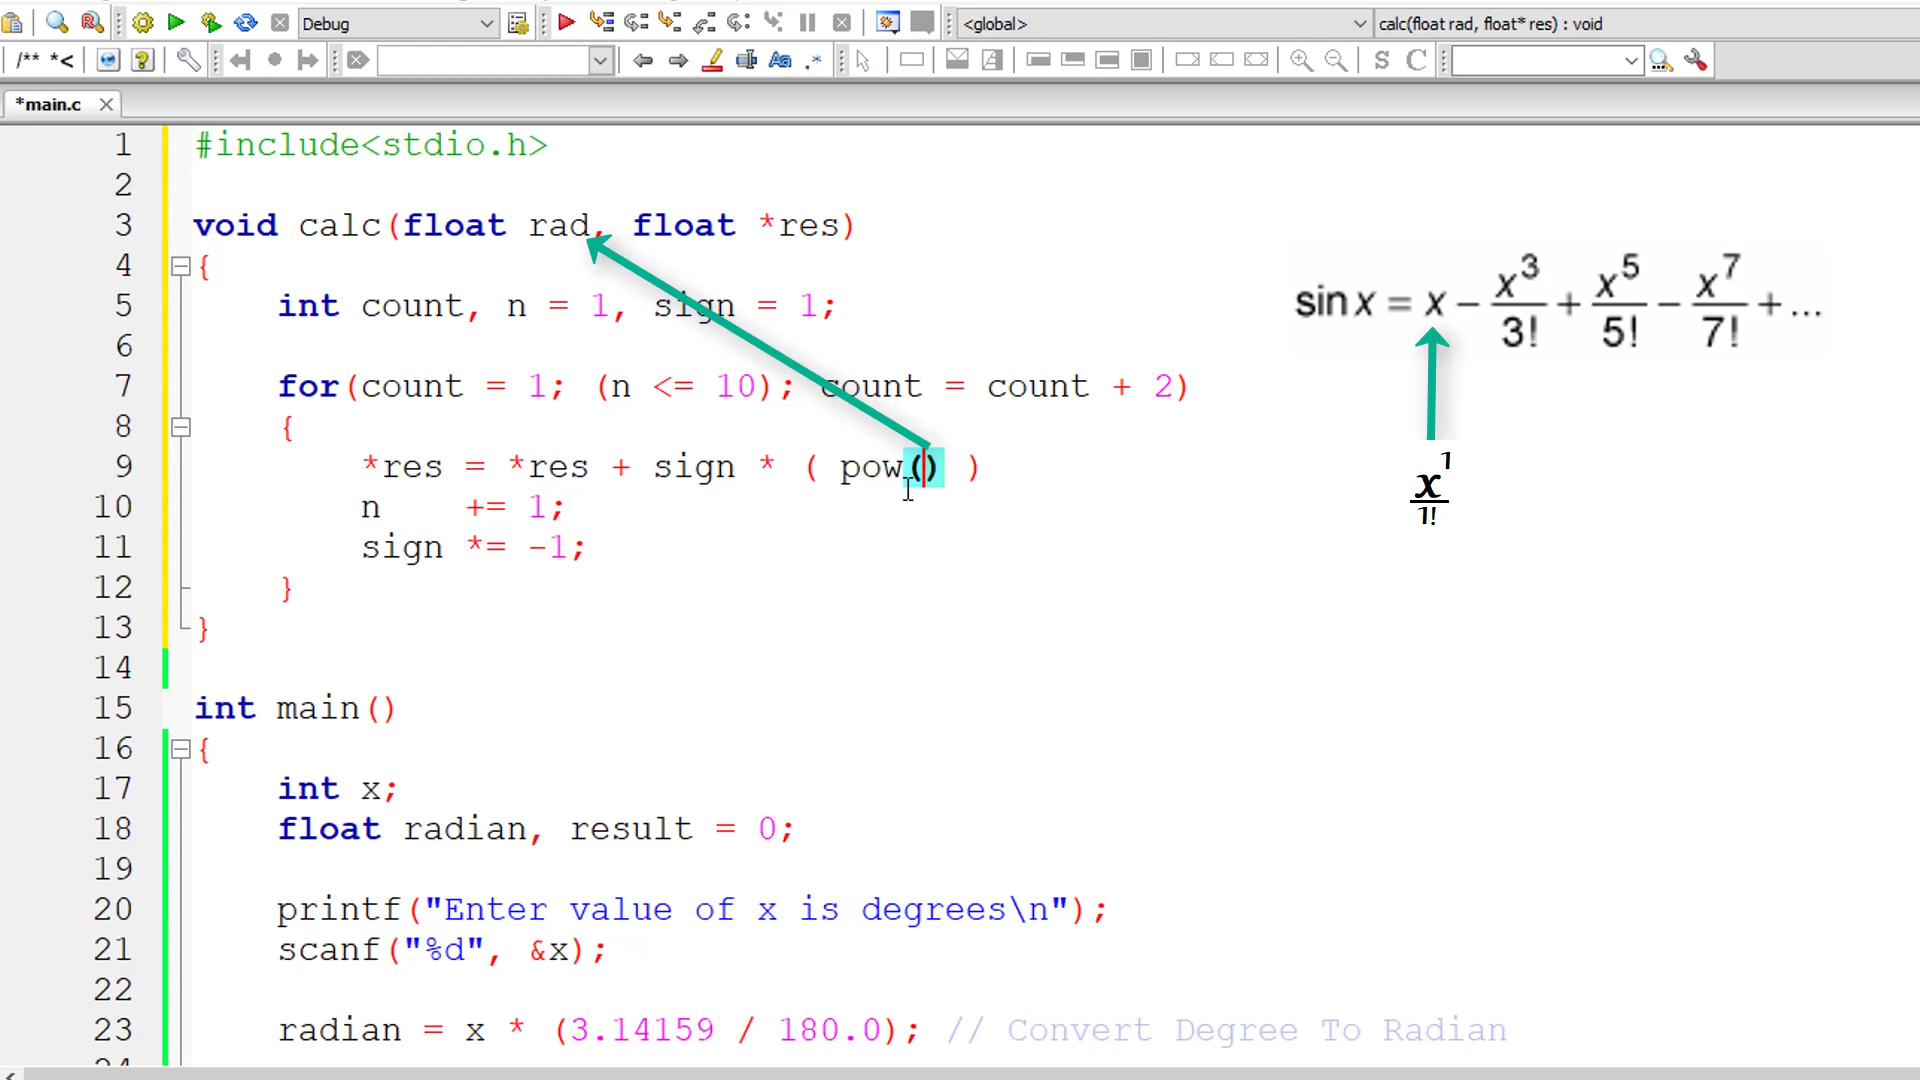 Debug
<global>
calc(float rad, float* res) : void
/** *<
S C
*main.c
1 #include<stdio.h>
2
3 void calc(float rad, float *res)
4 {
5 int count, n = 1, sign = 1;
6
7 for(count = 1; (n <= 10); count = count + 2)
8 {
9 *res = *res + sign * ( pow() )
10 n += 1;
11 sign *= -1;
12 }
13 }
14
15 int main()
16 {
17 int x;
18 float radian, result = 0;
19
20 printf("Enter value of x is degrees\n");
21 scanf("%d", &x);
22
23 radian = x * (3.14159 / 180.0); // Convert Degree To Radian
sin x = x − x³/3! + x⁵/5! − x⁷/7! + ...
x¹/1!